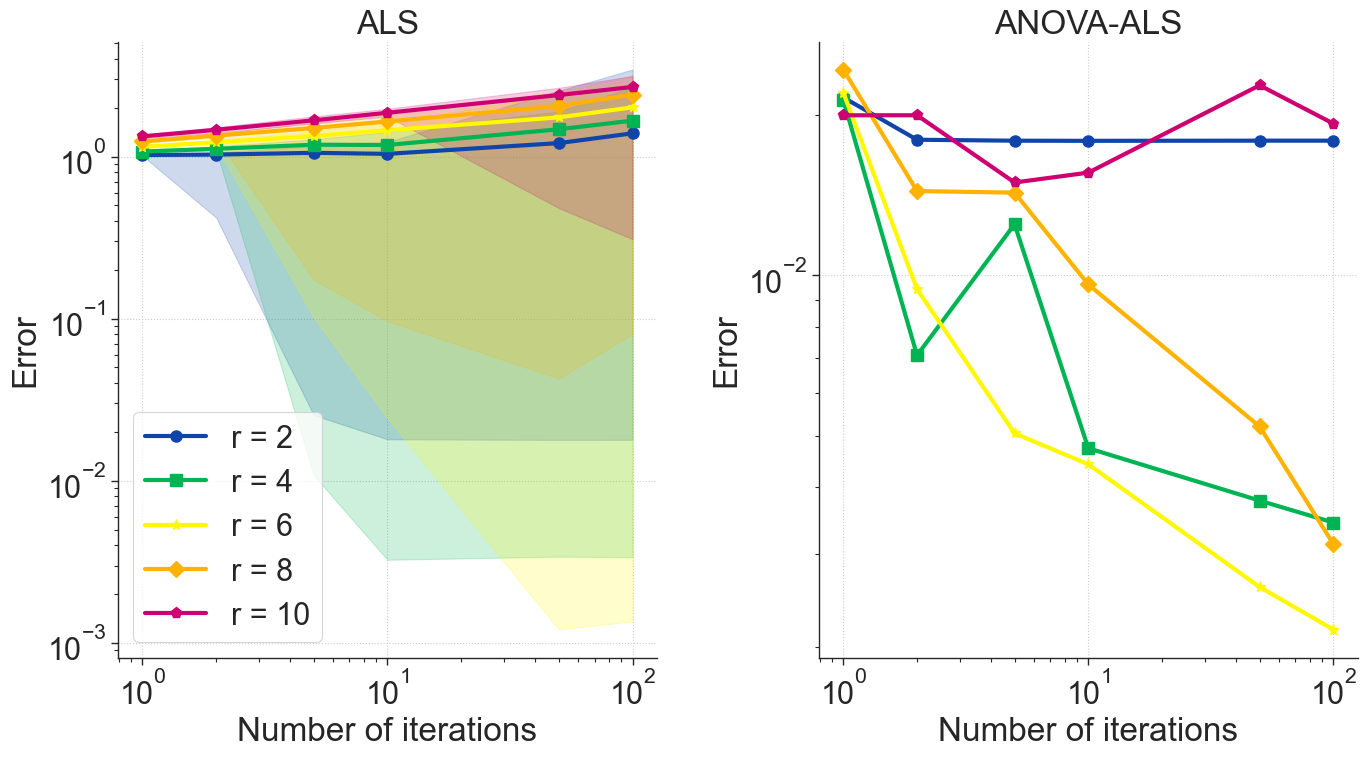 ALS
ANOVA-ALS
Error
10^0
10^-1
10^-2
10^-3
r = 2
r = 4
r = 6
r = 8
r = 10
10^0
10^1
10^2
Number of iterations
Error
10^-2
10^0
10^1
10^2
Number of iterations